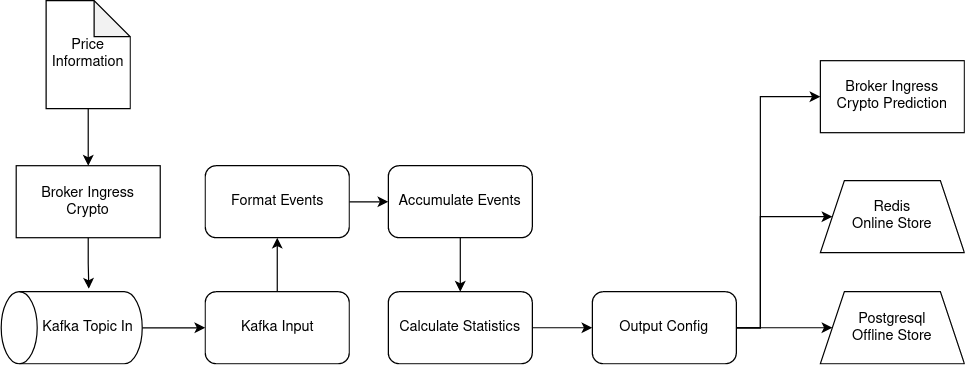 Price
Information
Broker Ingress
Crypto
Kafka Topic In
Kafka Input
Format Events
Accumulate Events
Calculate Statistics
Output Config
Broker Ingress
Crypto Prediction
Redis
Online Store
Postgresql
Offline Store